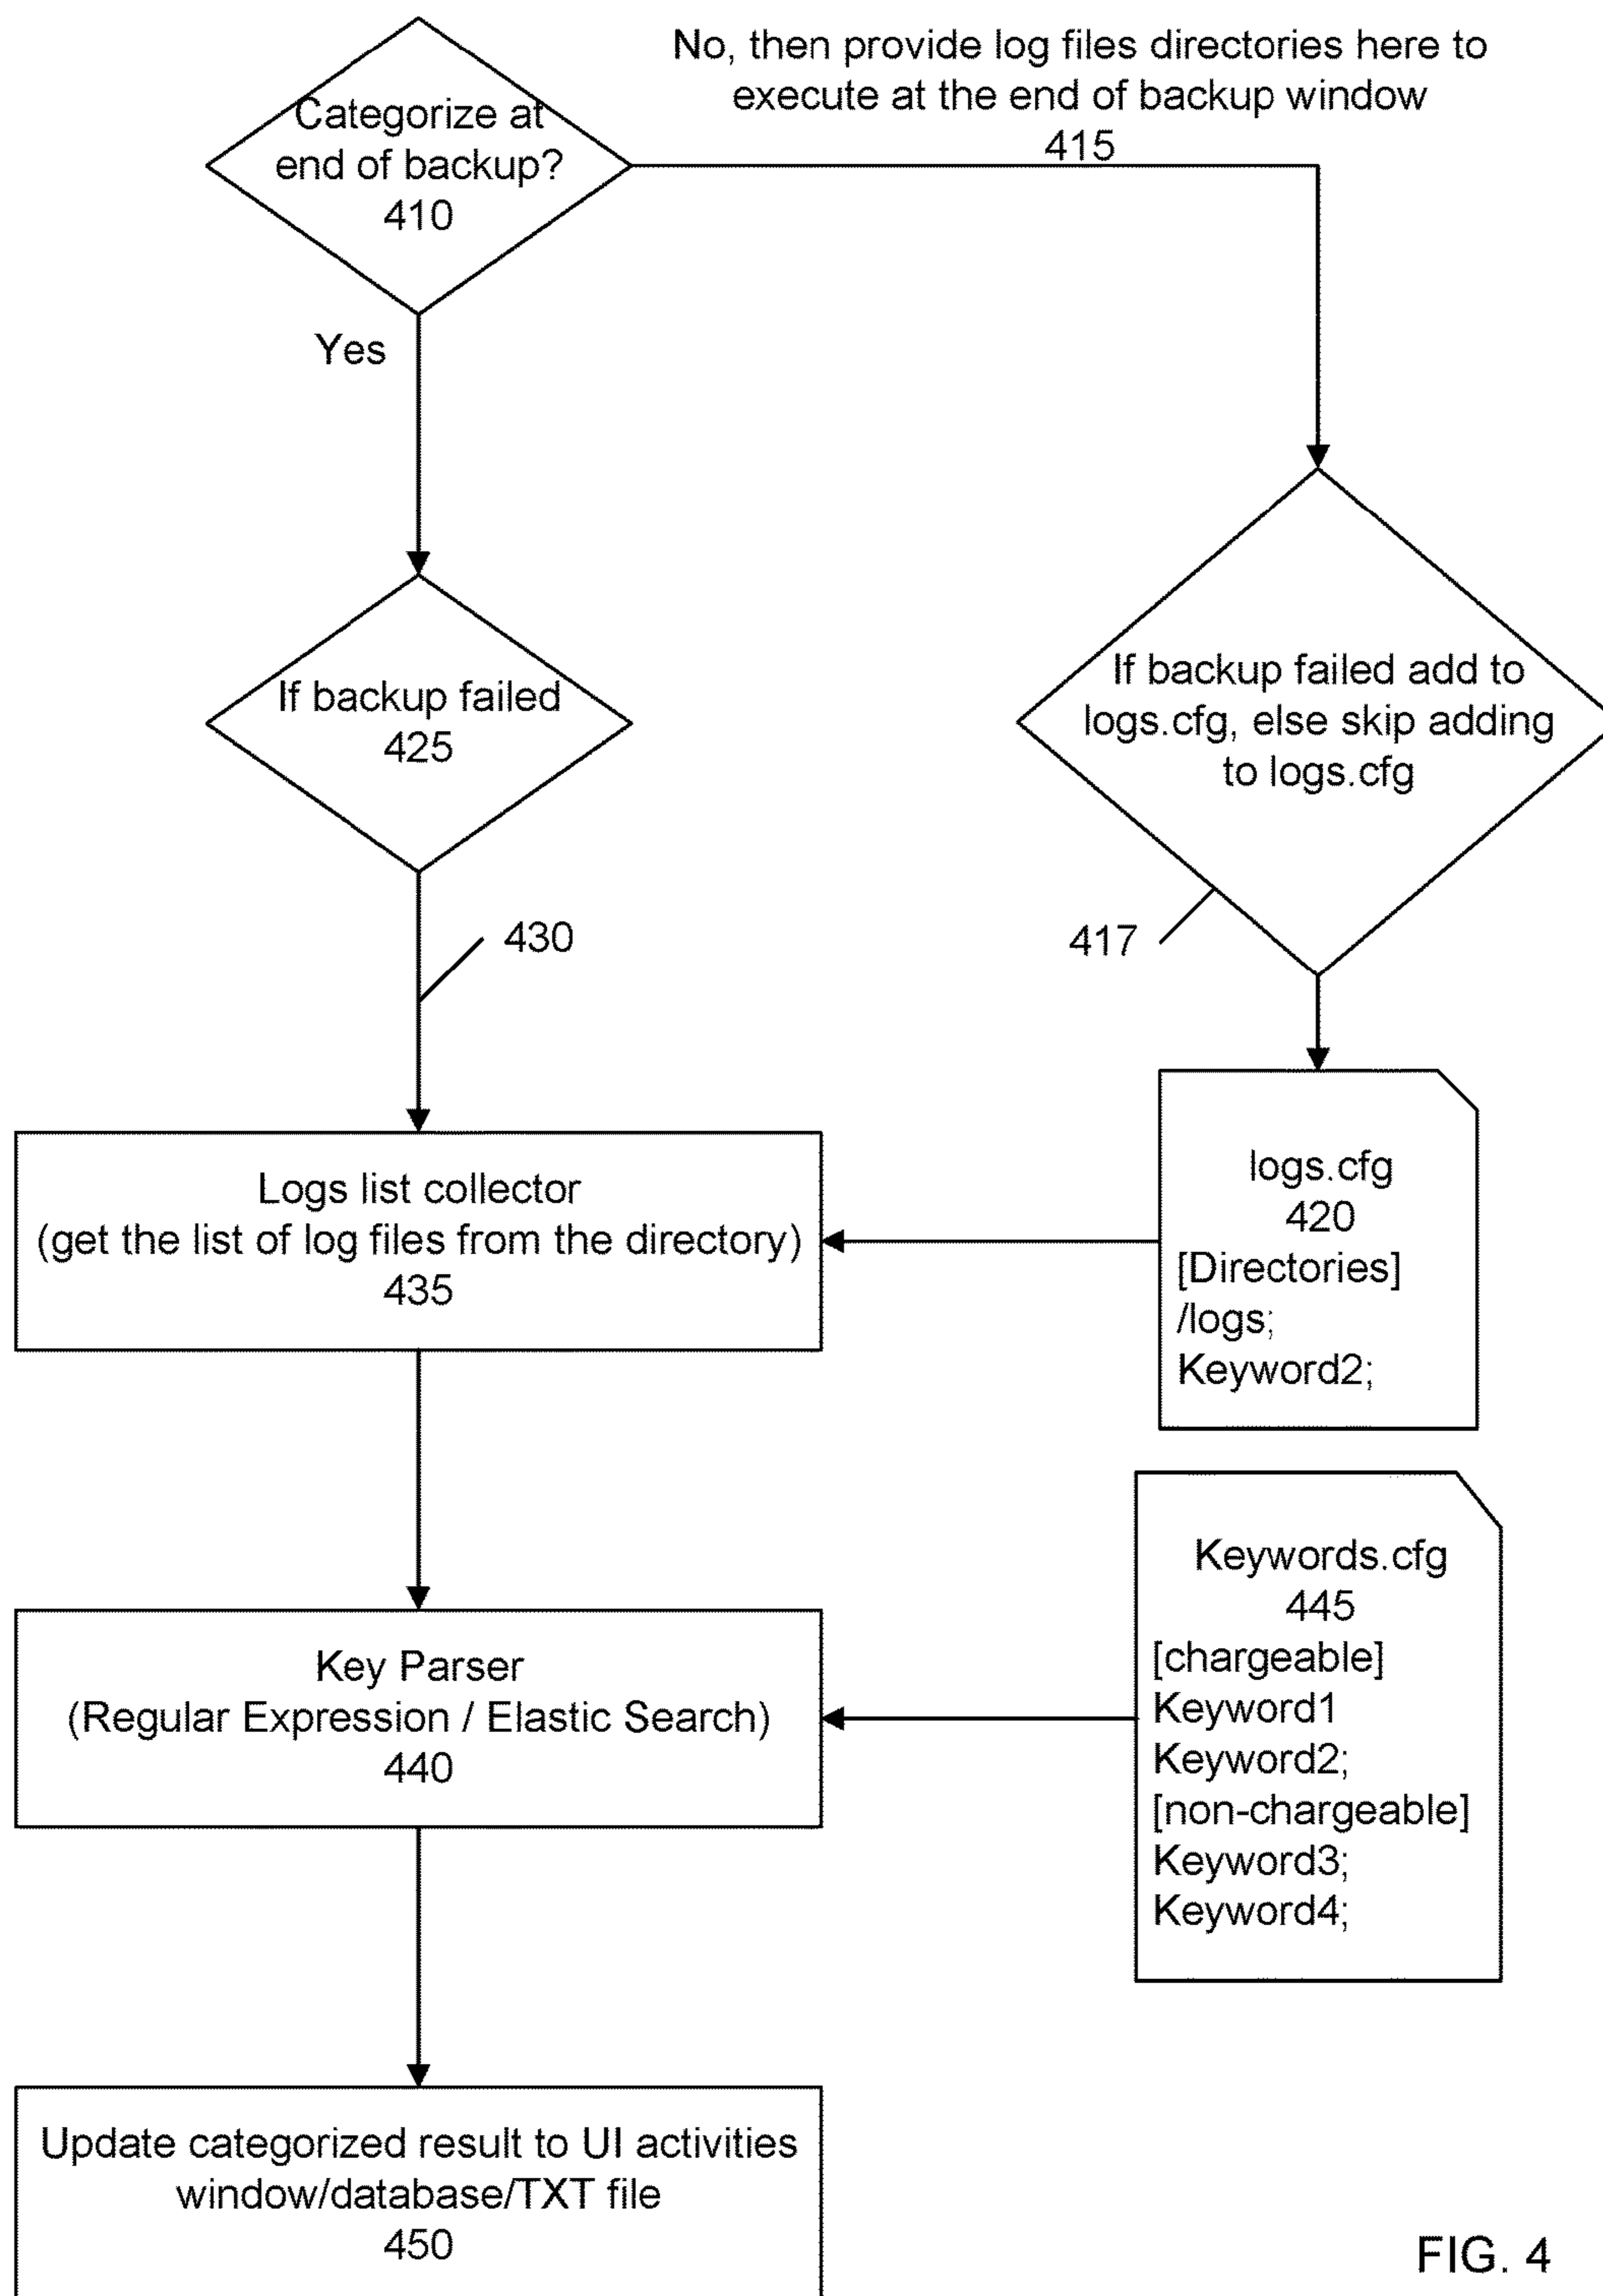 Categorize at
end of backup?
410
No, then provide log files directories here to
execute at the end of backup window
415
Yes
If backup failed
425
If backup failed add to
logs.cfg, else skip adding
to logs.cfg
430
417
Logs list collector
(get the list of log files from the directory)
435
logs.cfg
420
[Directories]
/logs;
Keyword2;
Key Parser
(Regular Expression / Elastic Search)
440
Keywords.cfg
445
[chargeable]
Keyword1
Keyword2;
[non-chargeable]
Keyword3;
Keyword4;
Update categorized result to UI activities
window/database/TXT file
450
FIG. 4